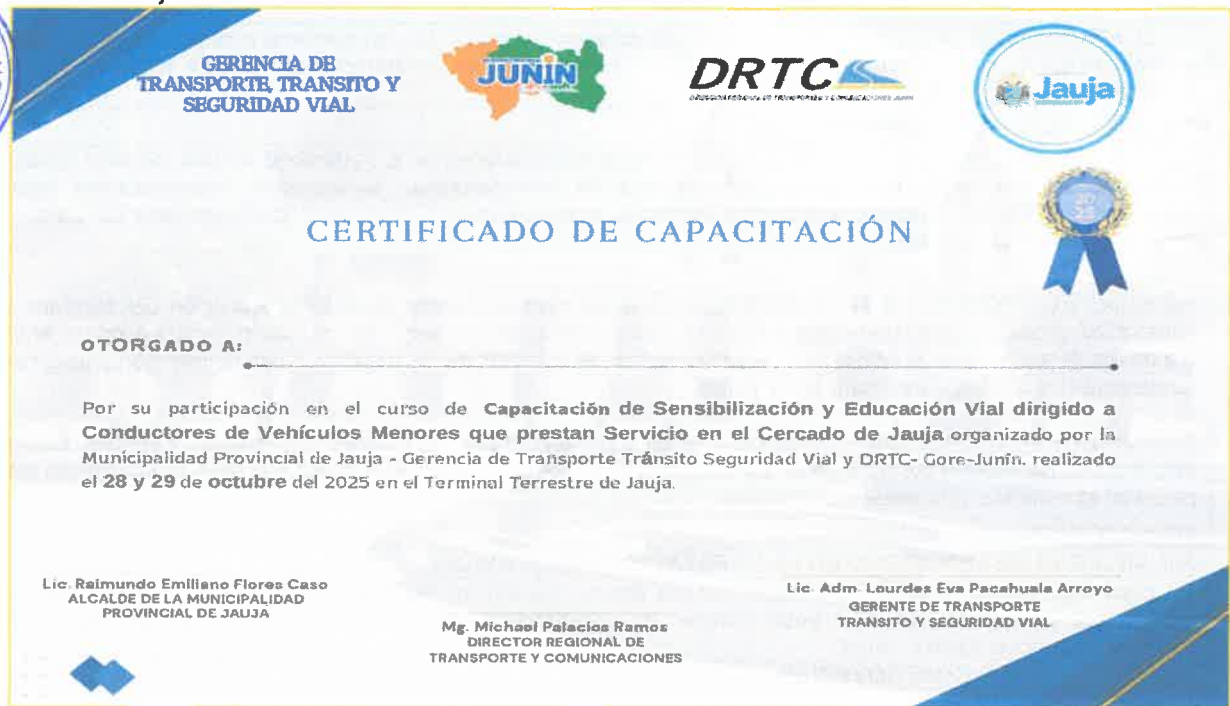 GERENCIA DE
TRANSPORTE, TRANSITO Y
SEGURIDAD VIAL
JUNÍN
DRTC
Jauja
CERTIFICADO DE CAPACITACIÓN
OTORGADO A:
Por su participación en el curso de Capacitación de Sensibilización y Educación Vial dirigido a
Conductores de Vehículos Menores que prestan Servicio en el Cercado de Jauja organizado por la
Municipalidad Provincial de Jauja - Gerencia de Transporte Tránsito Seguridad Vial y DRTC- Gore-Junín. realizado
el 28 y 29 de octubre del 2025 en el Terminal Terrestre de Jauja.
Lic. Raimundo Emiliano Flores Caso
ALCALDE DE LA MUNICIPALIDAD
PROVINCIAL DE JAUJA
Mg. Michael Palacios Ramos
DIRECTOR REGIONAL DE
TRANSPORTE Y COMUNICACIONES
Lic. Adm. Lourdes Eva Pacahuala Arroyo
GERENTE DE TRANSPORTE
TRANSITO Y SEGURIDAD VIAL